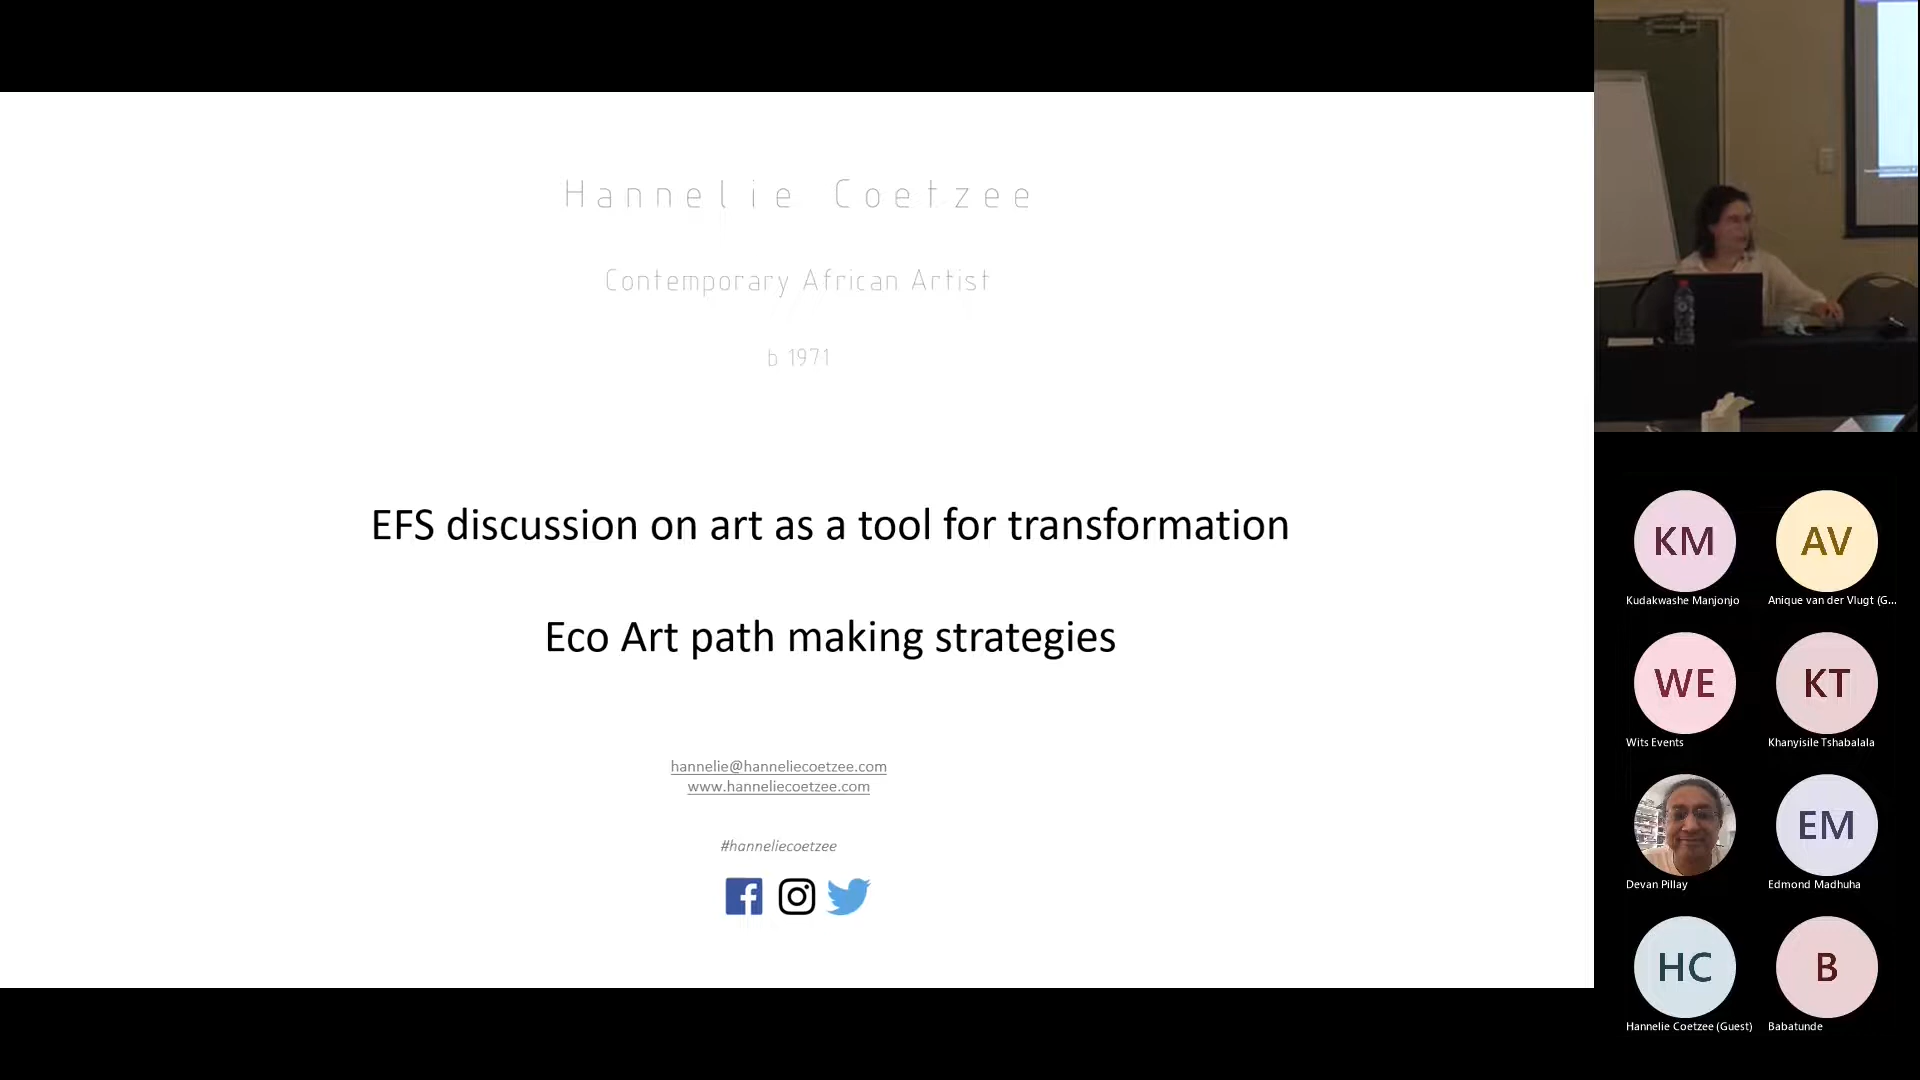 Hannelie Coetzee
Contemporary African Artist
b 1971
EFS discussion on art as a tool for transformation
Eco Art path making strategies
hannelie@hanneliecoetzee.com
www.hanneliecoetzee.com
#hanneliecoetzee
KM
AV
Kudakwashe Manjonjo
Anique van der Vlugt (G...
WE
KT
Wits Events
Khanyisile Tshabalala
EM
Devan Pillay
Edmond Madhuha
HC
B
Hannelie Coetzee (Guest)
Babatunde